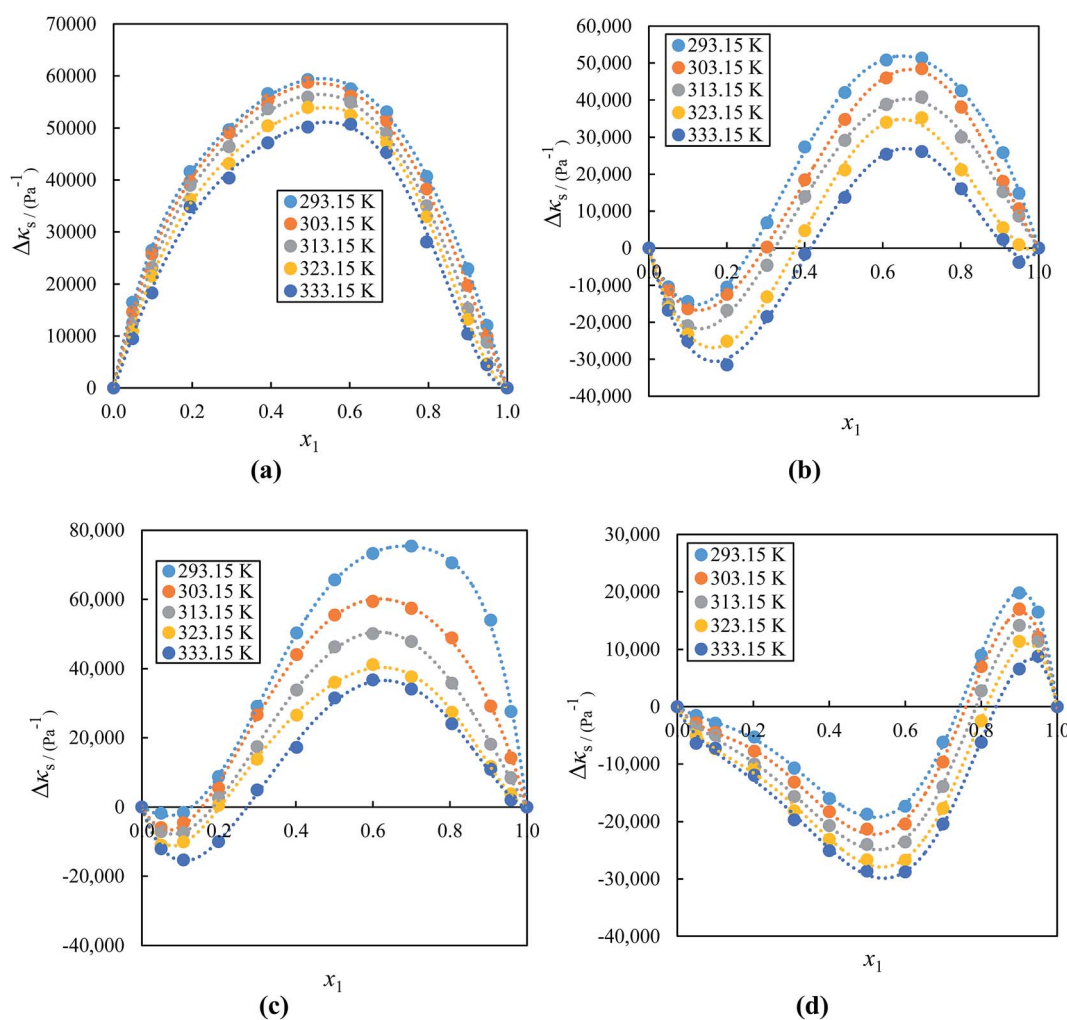 70000
60000
50000
40000
30000
20000
10000
0
Δκs / (Pa-1)
293.15 K
303.15 K
313.15 K
323.15 K
333.15 K
0.0 0.2 0.4 0.6 0.8 1.0
x1
(a)
60,000
50,000
40,000
30,000
20,000
10,000
0
-10,000
-20,000
-30,000
-40,000
Δκs / (Pa-1)
293.15 K
303.15 K
313.15 K
323.15 K
333.15 K
0.0 0.2 0.4 0.6 0.8 1.0
x1
(b)
80,000
60,000
40,000
20,000
0
-20,000
-40,000
Δκs / (Pa-1)
293.15 K
303.15 K
313.15 K
323.15 K
333.15 K
0.0 0.2 0.4 0.6 0.8 1.0
x1
(c)
30,000
20,000
10,000
0
-10,000
-20,000
-30,000
-40,000
Δκs / (Pa-1)
293.15 K
303.15 K
313.15 K
323.15 K
333.15 K
0.0 0.2 0.4 0.6 0.8 1.0
x1
(d)